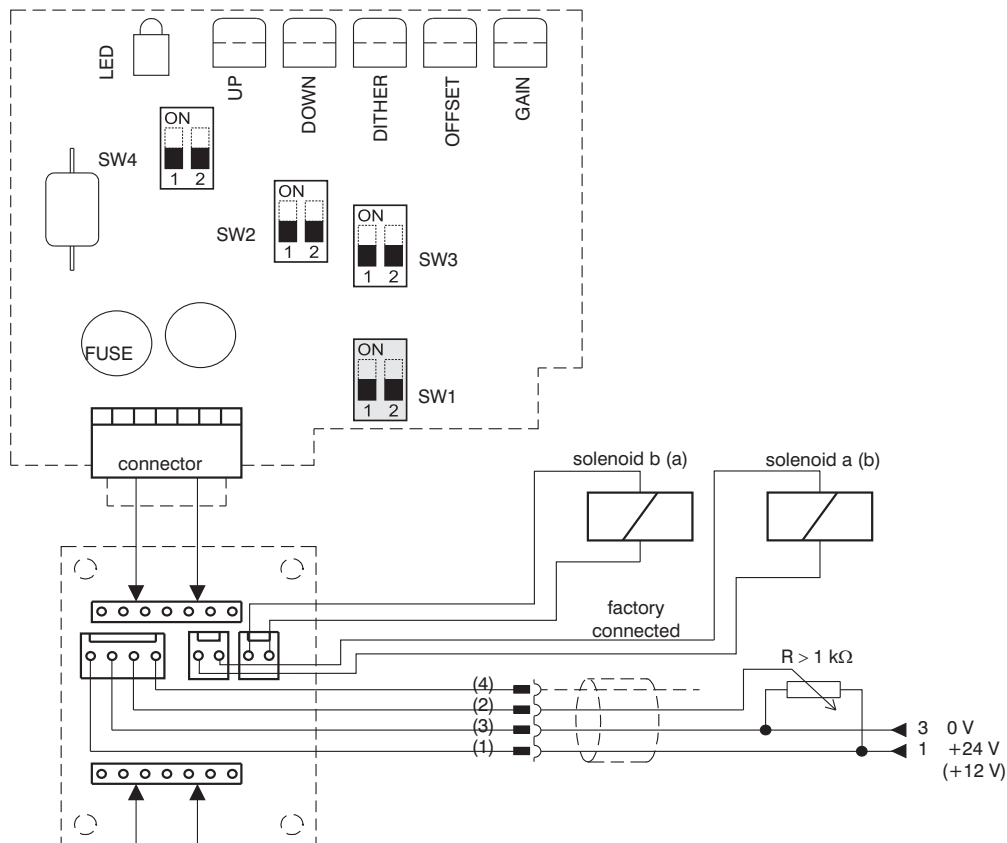 LED
UP
DOWN
DITHER
OFFSET
GAIN
ON
1 2
SW4
ON
1 2
SW2
ON
1 2
SW3
FUSE
ON
1 2
SW1
connector
solenoid b (a)
solenoid a (b)
factory
connected
R > 1 kΩ
(4)
(2)
(3)
(1)
3 0 V
1 +24 V
(+12 V)